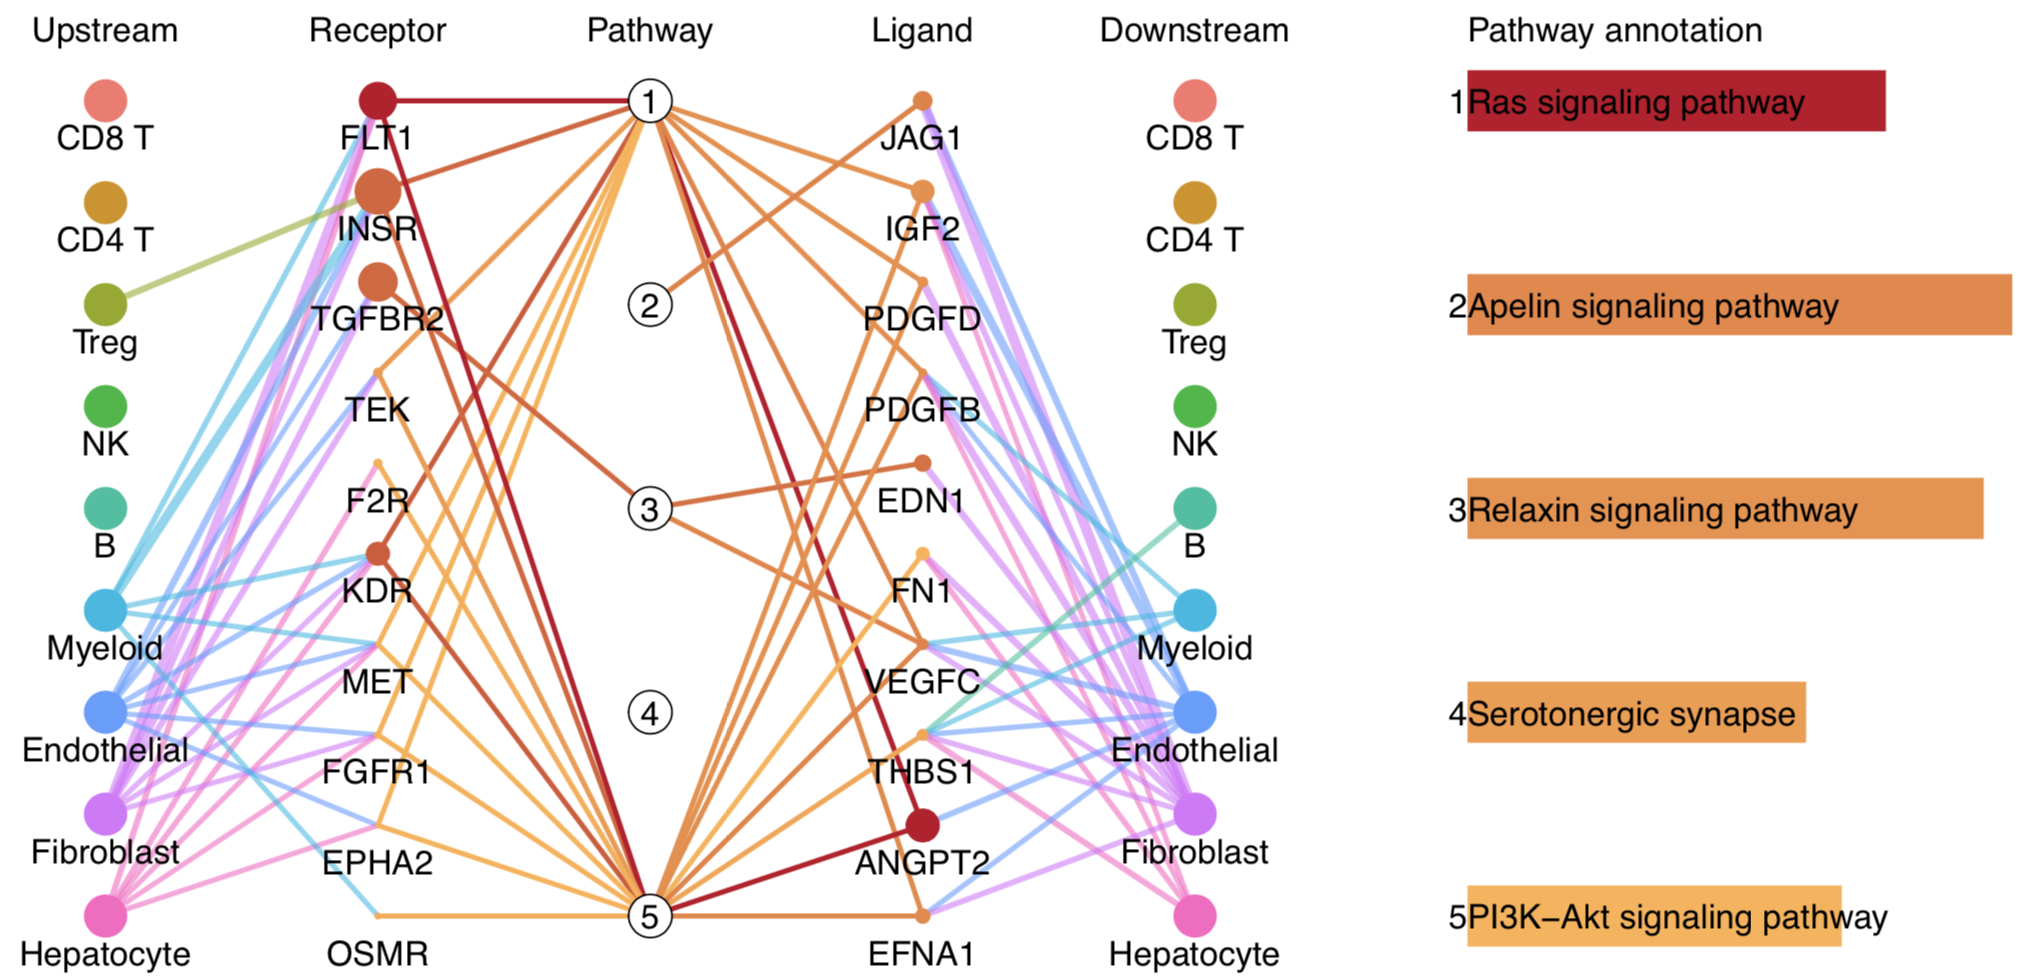 Upstream Receptor Pathway Ligand Downstream Pathway annotation
1 1 Ras signaling pathway
CD8 T FLT1 JAG1 CD8 T
CD4 T INSR IGF2 CD4 T
2 2 Apelin signaling pathway
Treg TGFBR2 PDGFD Treg
NK TEK PDGFB NK
F2R EDN1
3 3 Relaxin signaling pathway
B B
KDR FN1
Myeloid Myeloid
MET VEGFC
4 4 Serotonergic synapse
Endothelial Endothelial
FGFR1 THBS1
Fibroblast EPHA2 ANGPT2 Fibroblast
5 5 PI3K–Akt signaling pathway
Hepatocyte OSMR EFNA1 Hepatocyte